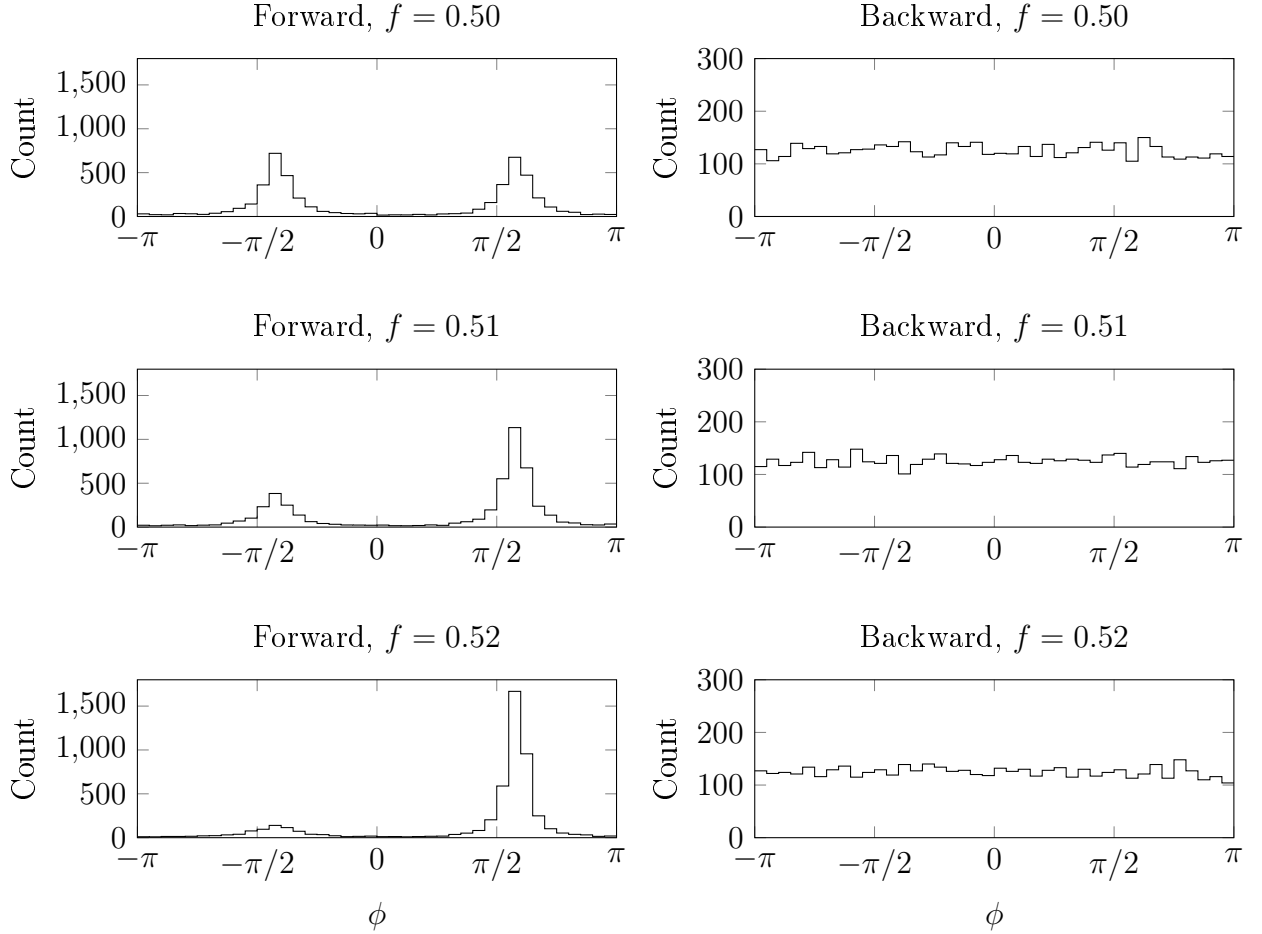 Forward, f = 0.50
Count
1,500
1,000
500
0
−π
−π/2
0
π/2
π
Backward, f = 0.50
Count
300
200
100
0
−π
−π/2
0
π/2
π
Forward, f = 0.51
Count
1,500
1,000
500
0
−π
−π/2
0
π/2
π
Backward, f = 0.51
Count
300
200
100
0
−π
−π/2
0
π/2
π
Forward, f = 0.52
Count
1,500
1,000
500
0
−π
−π/2
0
π/2
π
ϕ
Backward, f = 0.52
Count
300
200
100
0
−π
−π/2
0
π/2
π
ϕ